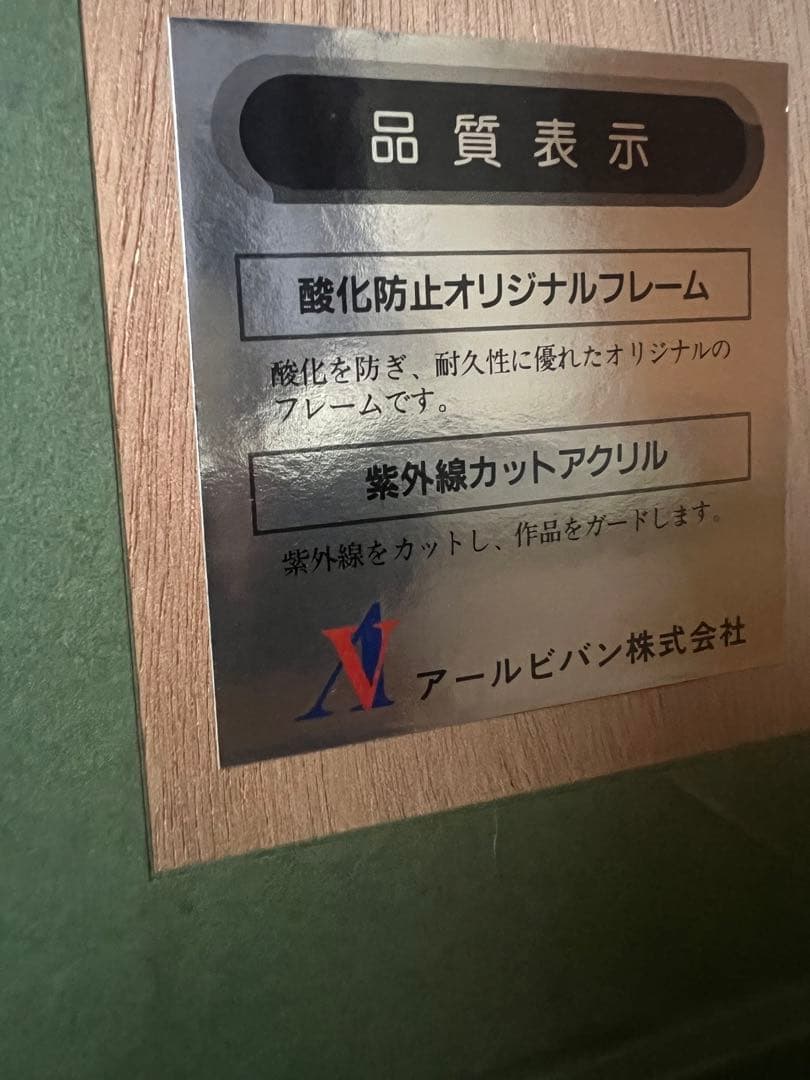 品質表示
酸化防止オリジナルフレーム
酸化を防ぎ、耐久性に優れたオリジナルの
フレームです。
紫外線カットアクリル
紫外線をカットし、作品をガードします。
AV アールビバン株式会社